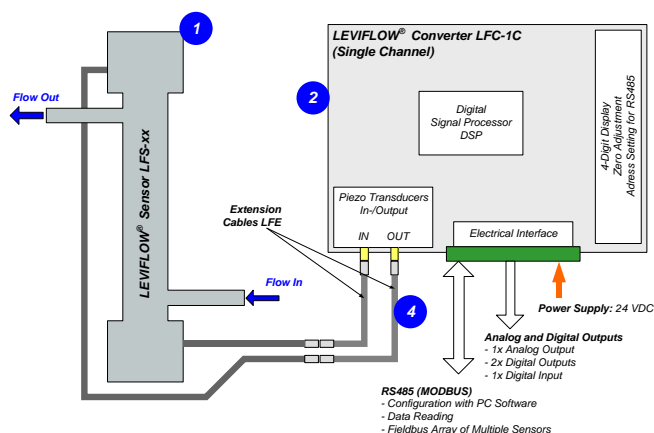 1
LEVIFLOW® Converter LFC-1C
(Single Channel)
Flow Out
2
Digital
Signal Processor
DSP
4-Digit Display
Zero Adjustment
Adress Setting for RS485
LEVIFLOW® Sensor LFS-xx
Piezo Transducers
In-/Output
IN OUT
Extension
Cables LFE
Electrical Interface
Flow In
4
Power Supply: 24 VDC
Analog and Digital Outputs
- 1x Analog Output
- 2x Digital Outputs
- 1x Digital Input
RS485 (MODBUS)
- Configuration with PC Software
- Data Reading
- Fieldbus Array of Multiple Sensors